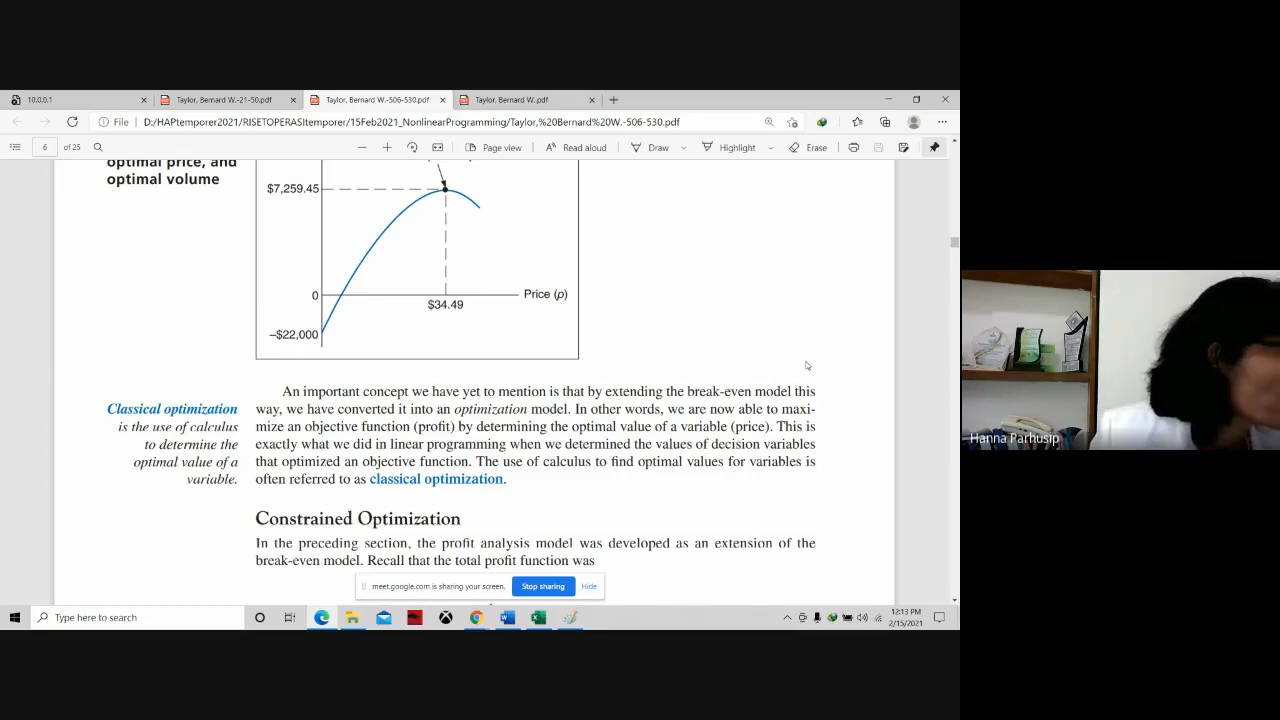 10.0.0.1
Taylor, Bernard W.-21-50.pdf
Taylor, Bernard W.-506-530.pdf
Taylor, Bernard W..pdf
File
D:/HAPtemporer2021/RISETOPERASItemporer/15Feb2021_NonlinearProgramming/Taylor,%20Bernard%20W.-506-530.pdf
6 of 25
Page view
Read aloud
Draw
Highlight
Erase
optimal price, and
optimal volume
$7,259.45
0
Price (p)
$34.49
–$22,000
An important concept we have yet to mention is that by extending the break-even model this
way, we have converted it into an optimization model. In other words, we are now able to maxi-
mize an objective function (profit) by determining the optimal value of a variable (price). This is
exactly what we did in linear programming when we determined the values of decision variables
that optimized an objective function. The use of calculus to find optimal values for variables is
often referred to as classical optimization.
Classical optimization
is the use of calculus
to determine the
optimal value of a
variable.
Constrained Optimization
In the preceding section, the profit analysis model was developed as an extension of the
break-even model. Recall that the total profit function was
meet.google.com is sharing your screen.
Stop sharing
Hide
Type here to search
12:13 PM
2/15/2021
Hanna Parhusip